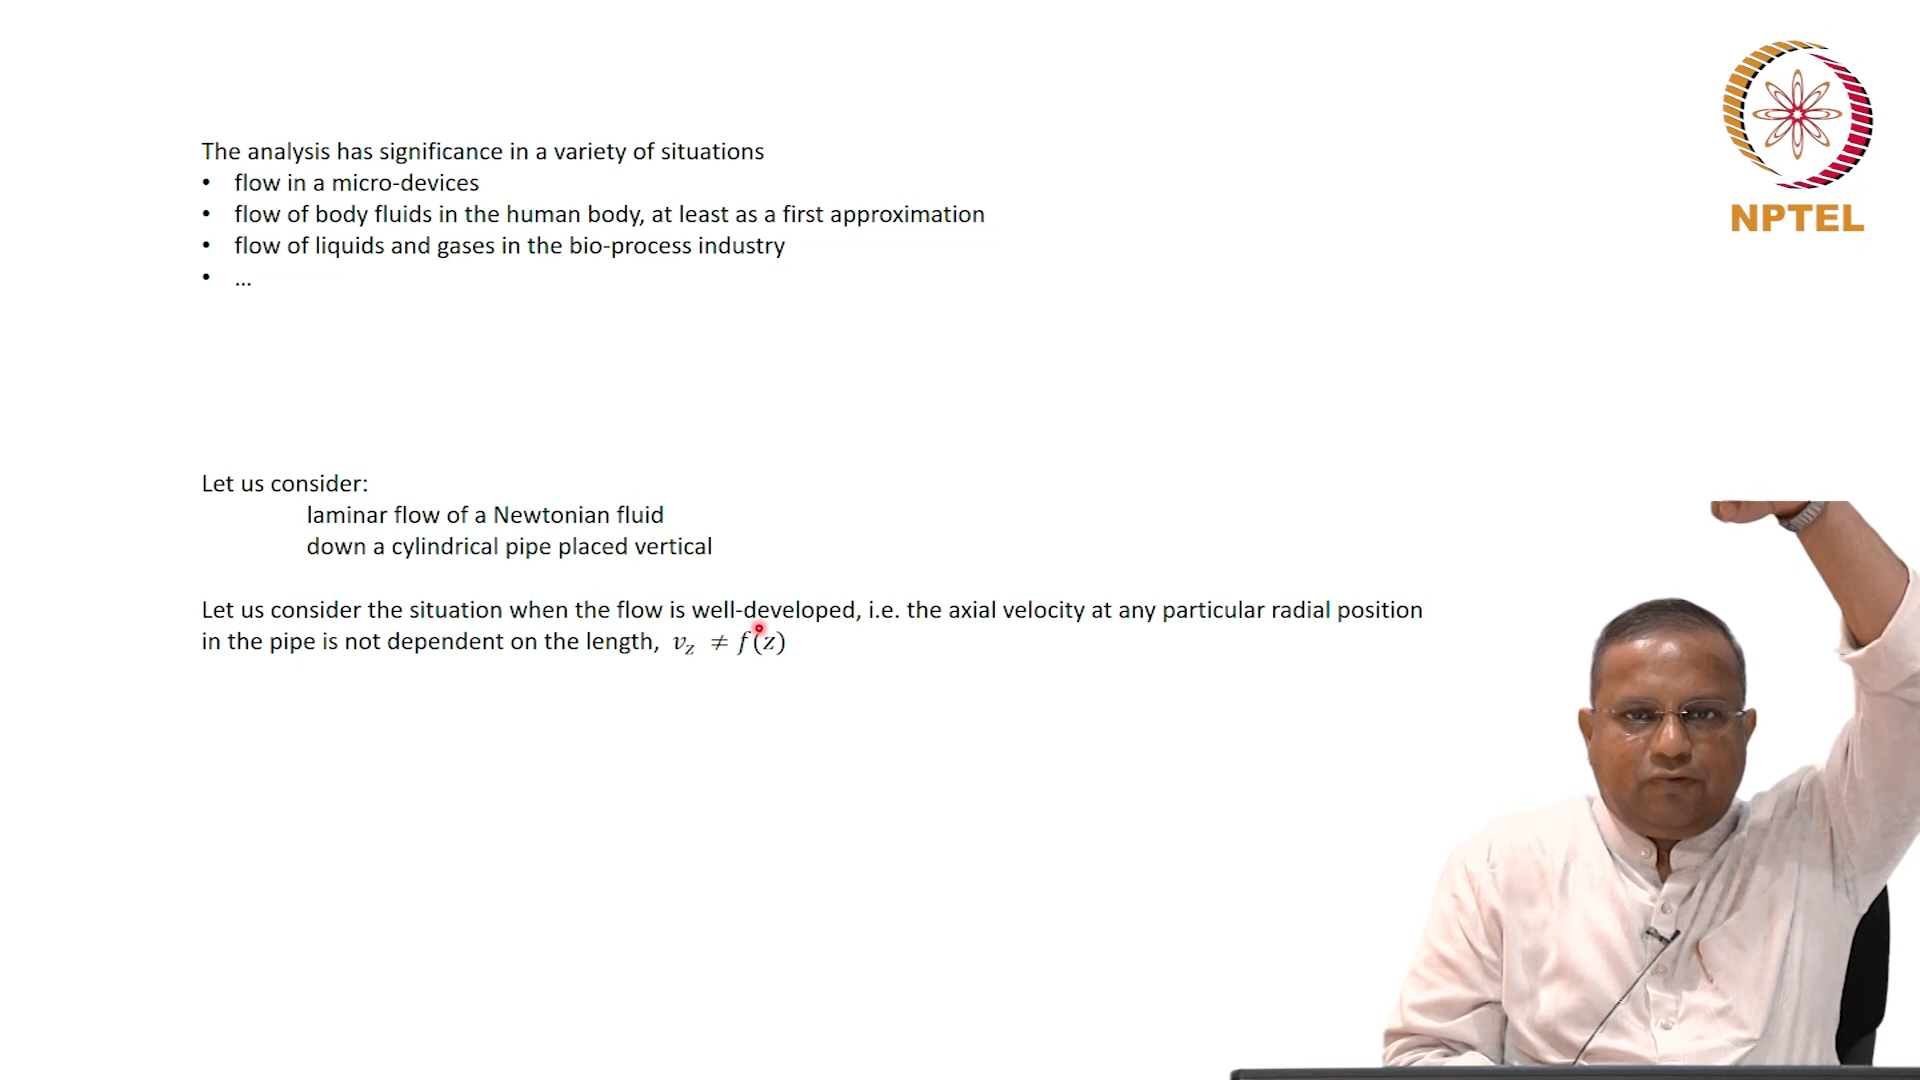 The analysis has significance in a variety of situations
• flow in a micro-devices
• flow of body fluids in the human body, at least as a first approximation
• flow of liquids and gases in the bio-process industry
• ...
NPTEL
Let us consider:
laminar flow of a Newtonian fluid
down a cylindrical pipe placed vertical
Let us consider the situation when the flow is well-developed, i.e. the axial velocity at any particular radial position
in the pipe is not dependent on the length, v_z ≠ f(z)